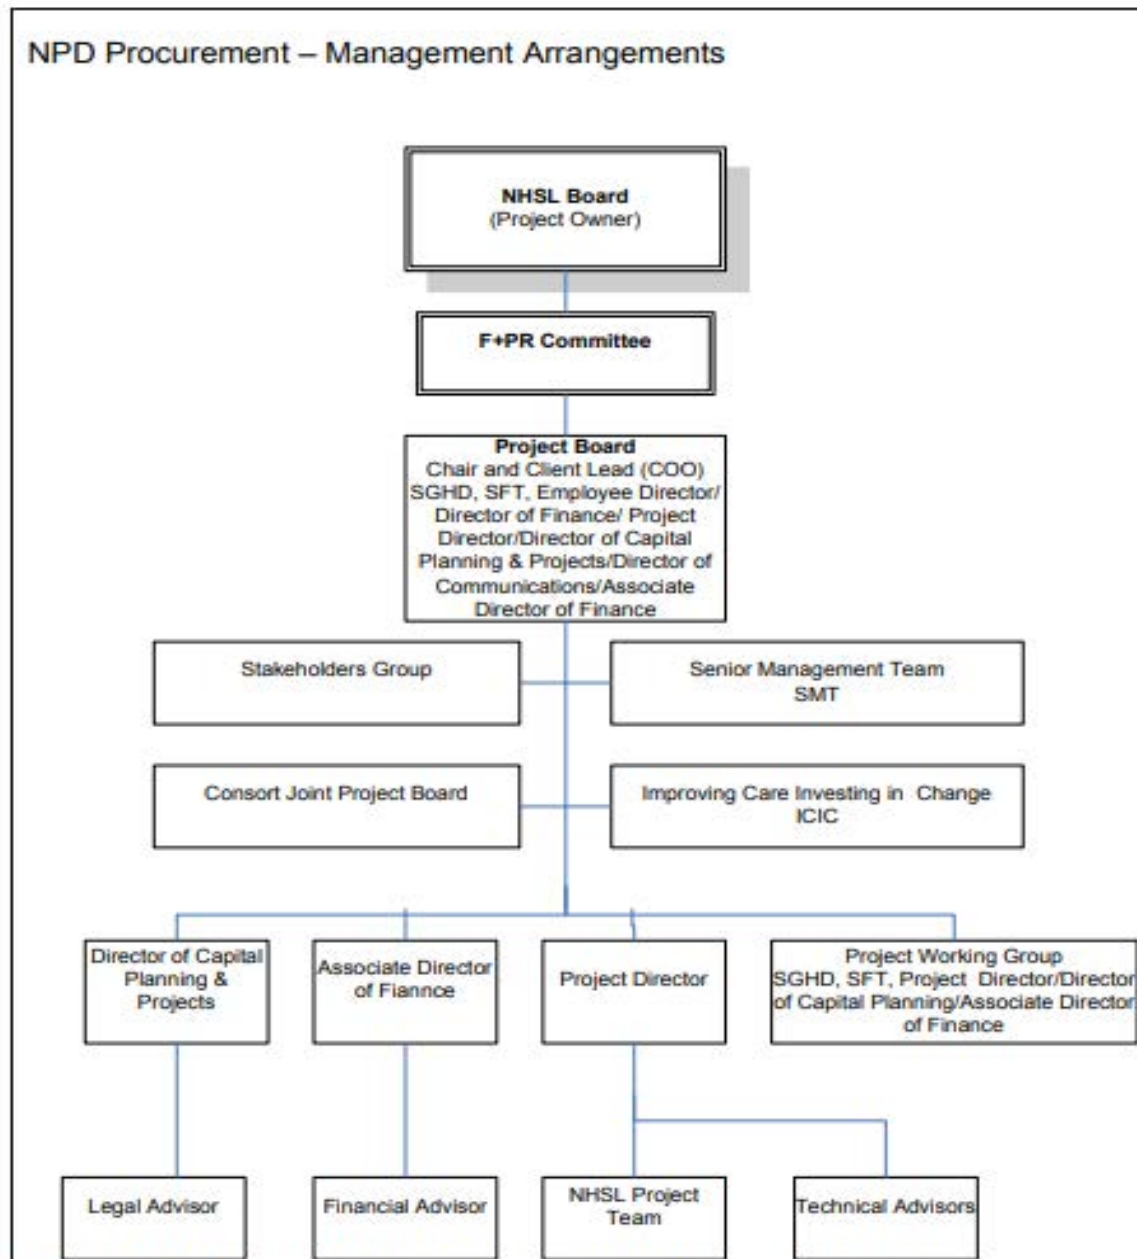 NPD Procurement – Management Arrangements
NHSL Board
(Project Owner)
F+PR Committee
Project Board
Chair and Client Lead (COO)
SGHD, SFT, Employee Director/
Director of Finance/ Project
Director/Director of Capital
Planning & Projects/Director of
Communications/Associate
Director of Finance
Stakeholders Group
Senior Management Team
SMT
Consort Joint Project Board
Improving Care Investing in Change
ICIC
Director of Capital
Planning &
Projects
Associate Director
of Fiannce
Project Director
Project Working Group
SGHD, SFT, Project Director/Director
of Capital Planning/Associate Director
of Finance
Legal Advisor
Financial Advisor
NHSL Project
Team
Technical Advisors